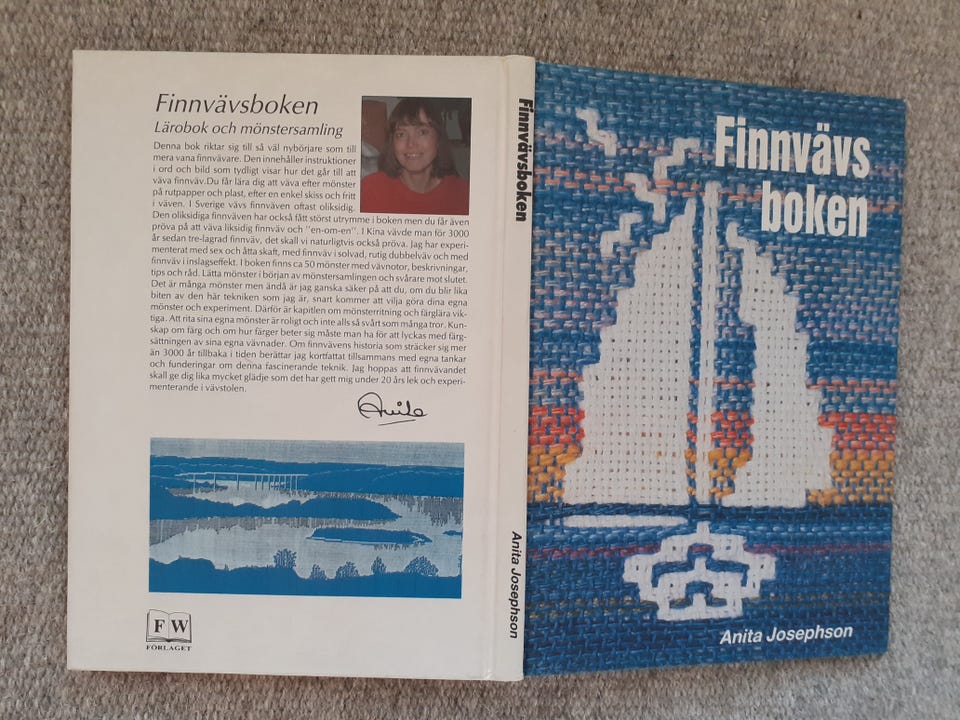 Finnvävsboken
Lärobok och mönstersamling
Denna bok riktar sig till så väl nybörjare som till
mera vana finnvävare. Den innehåller instruktioner
i ord och bild som tydligt visar hur det går till att
väva finnväv.Du får lära dig att väva efter mönster
på rutpapper och plast, efter en enkel skiss och fritt
i väven. I Sverige vävs finnväven oftast oliksidig.
Den oliksidiga finnväven har också fått störst utrymme i boken men du får även
pröva på att väva liksidig finnväv och "en-om-en". I Kina vävde man för 3000
år sedan tre-lagrad finnväv, det skall vi naturligtvis också pröva. Jag har experi-
menterat med sex och åtta skaft, med finnväv i solvad, rutig dubbelväv och med
finnväv i inslagseffekt. I boken finns ca 50 mönster med vävnotor, beskrivningar,
tips och råd. Lätta mönster i början av mönstersamlingen och svårare mot slutet.
Det är många mönster men ändå är jag ganska säker på att du, om du blir lika
biten av den här tekniken som jag är, snart kommer att vilja göra dina egna
mönster och experiment. Därför är kapitlen om mönsterritning och färglära vik-
tiga. Att rita sina egna mönster är roligt och inte alls så svårt som många tror. Kun-
skap om färg och om hur färger beter sig måste man ha för att lyckas med färg-
sättningen av sina egna vävnader. Om finnvävens historia som sträcker sig mer
än 3000 år tillbaka i tiden berättar jag kortfattat tillsammans med egna tankar
och funderingar om denna fascinerande teknik. Jag hoppas att finnvävandet
skall ge dig lika mycket glädje som det har gett mig under 20 års lek och experi-
menterande i vävstolen.
Anita
F W
FÖRLAGET
Finnvävsboken
Anita Josephson
Finnvävs
boken
Anita Josephson